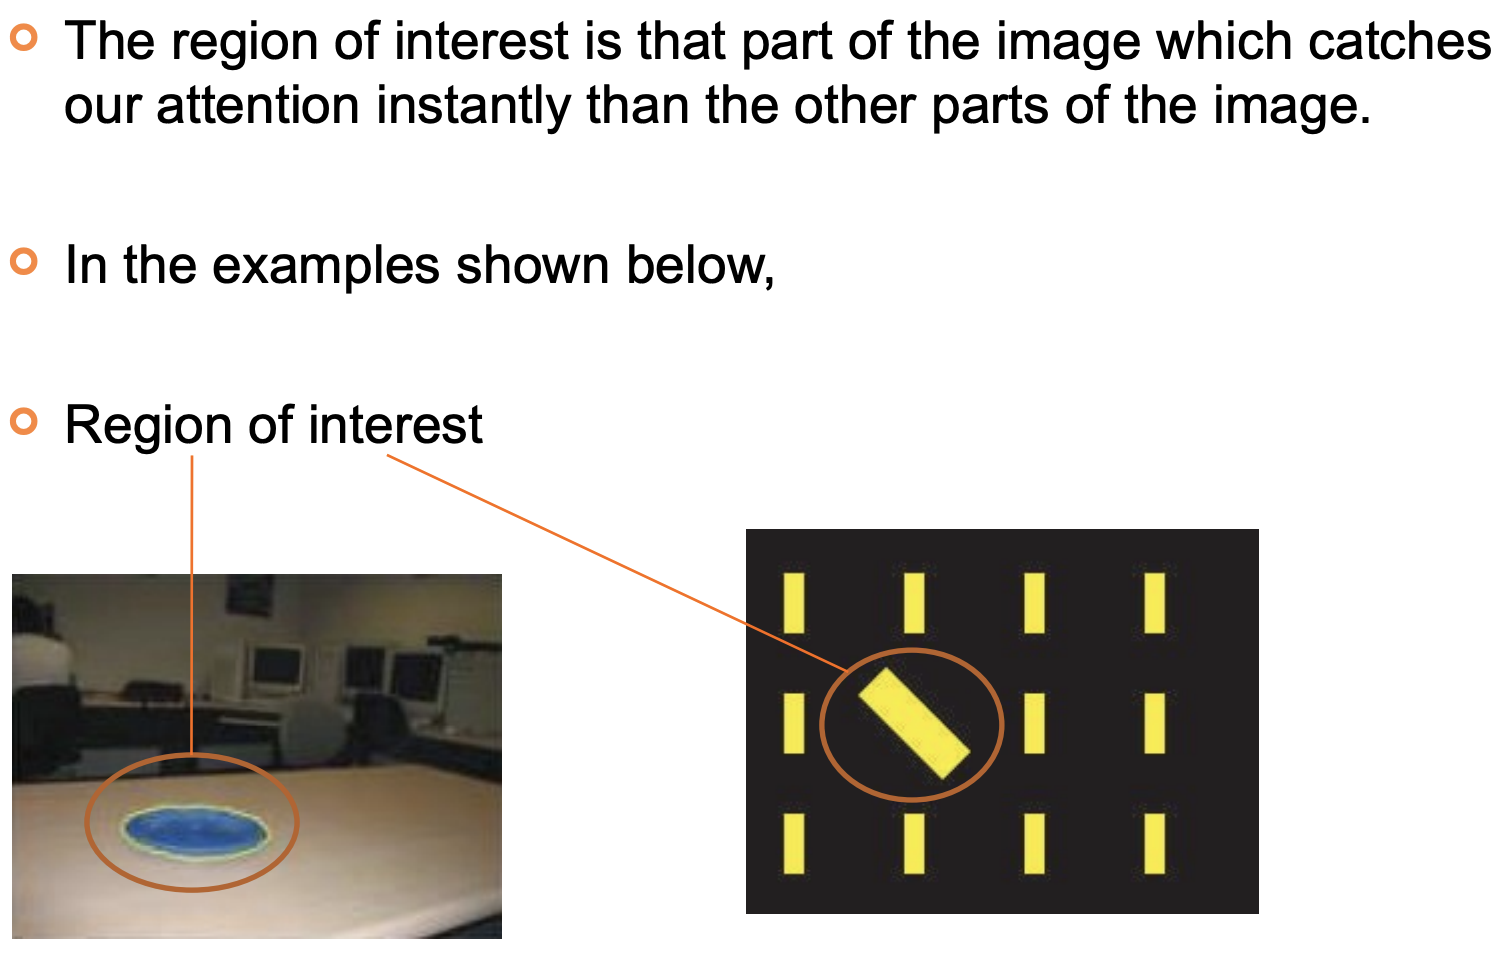 The region of interest is that part of the image which catches
our attention instantly than the other parts of the image.
In the examples shown below,
Region of interest